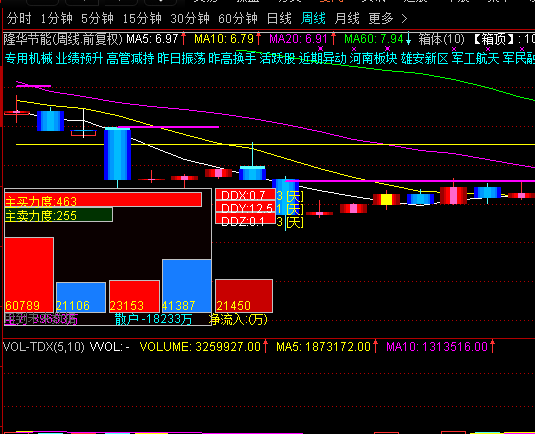 分时 1分钟 5分钟 15分钟 30分钟 60分钟 日线 周线 月线 更多
隆华节能(周线.前复权) MA5: 6.97 MA10: 6.79 MA20: 6.91 MA60: 7.94 箱体(10) 【箱顶】: 10
专用机械 业绩预升 高管减持 昨日振荡 昨高换手 活跃股 近期异动 河南板块 雄安新区 军工航天 军民融
主买力度:463
主卖力度:255
DDX:0.7 3[天]
DDY:12.5 1[天]
DDZ:0.1 3[天]
60789 21106 23153 41387 21450
散户 -18233万 净流入:(万)
VOL-TDX(5,10) VVOL: - VOLUME: 3259927.00 MA5: 1873172.00 MA10: 1313516.00